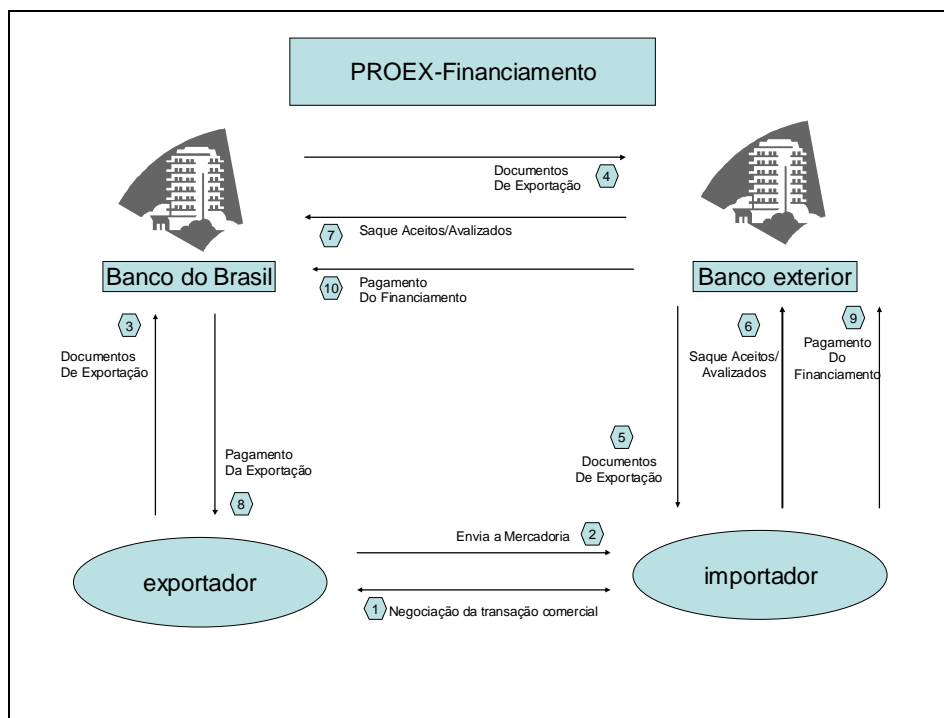 PROEX-Financiamento
Documentos
De Exportação
4
7
Saque Aceitos/Avalizados
Banco do Brasil
10
Pagamento
Do Financiamento
Banco exterior
3
Documentos
De Exportação
6
Saque Aceitos/
Avalizados
9
Pagamento
Do
Financiamento
Pagamento
Da Exportação
8
5
Documentos
De Exportação
Envia a Mercadoria
2
exportador
importador
1
Negociação da transação comercial